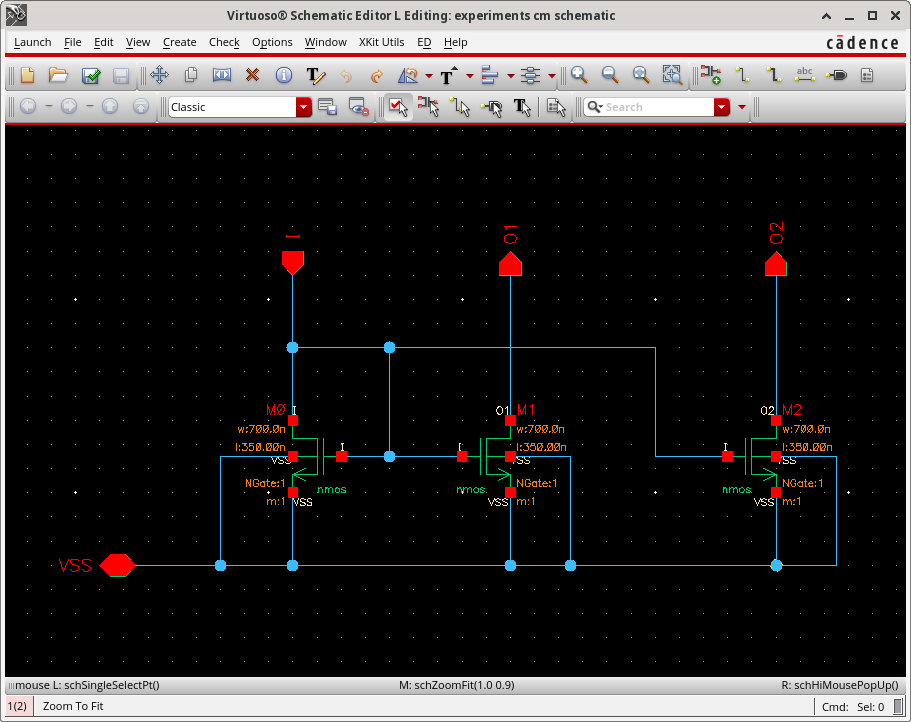 Virtuoso® Schematic Editor L Editing: experiments cm schematic
Launch File Edit View Create Check Options Window XKit Utils ED Help
cādence
T T abc
Classic T Search
I O1 O2
M0 I O1 M1 O2 M2
w:700.0n w:700.0n w:700.0n
l:350.00n I I l:350.00n I l:350.00n
VSS VSS VSS
NGate:1 nmos nmos NGate:1 nmos NGate:1
m:1 VSS VSS m:1 VSS m:1
VSS
mouse L: schSingleSelectPt() M: schZoomFit(1.0 0.9) R: schHiMousePopUp()
1(2) Zoom To Fit Cmd: Sel: 0